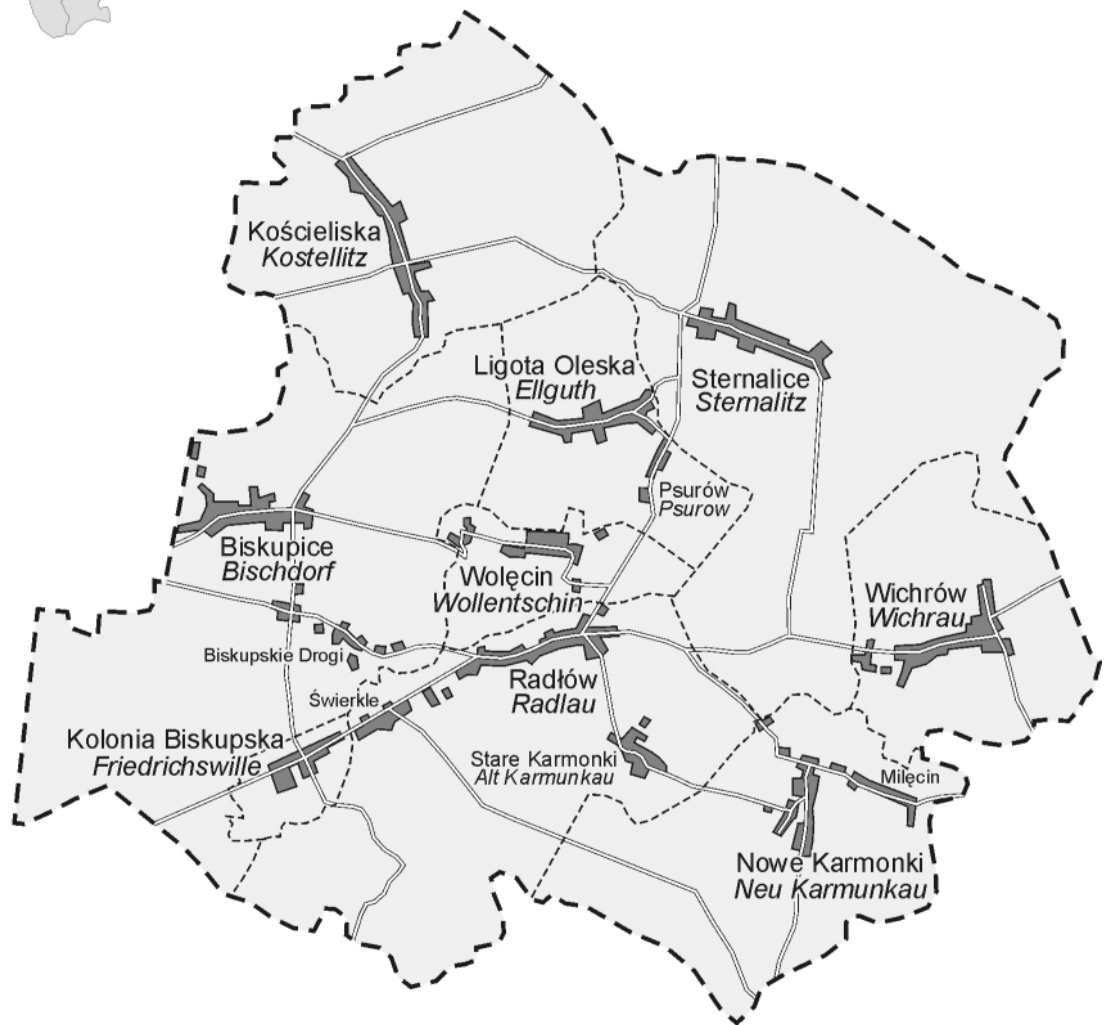 Kościeliska
Kostellitz
Ligota Oleska
Ellguth
Sternalice
Sternalitz
Psurów
Psurow
Biskupice
Bischdorf
Wolęcin
Wollentschin
Wichrów
Wichrau
Biskupskie Drogi
Radłów
Radlau
Świerkle
Kolonia Biskupska
Friedrichswille
Stare Karmonki
Alt Karmunkau
Milęcin
Nowe Karmonki
Neu Karmunkau